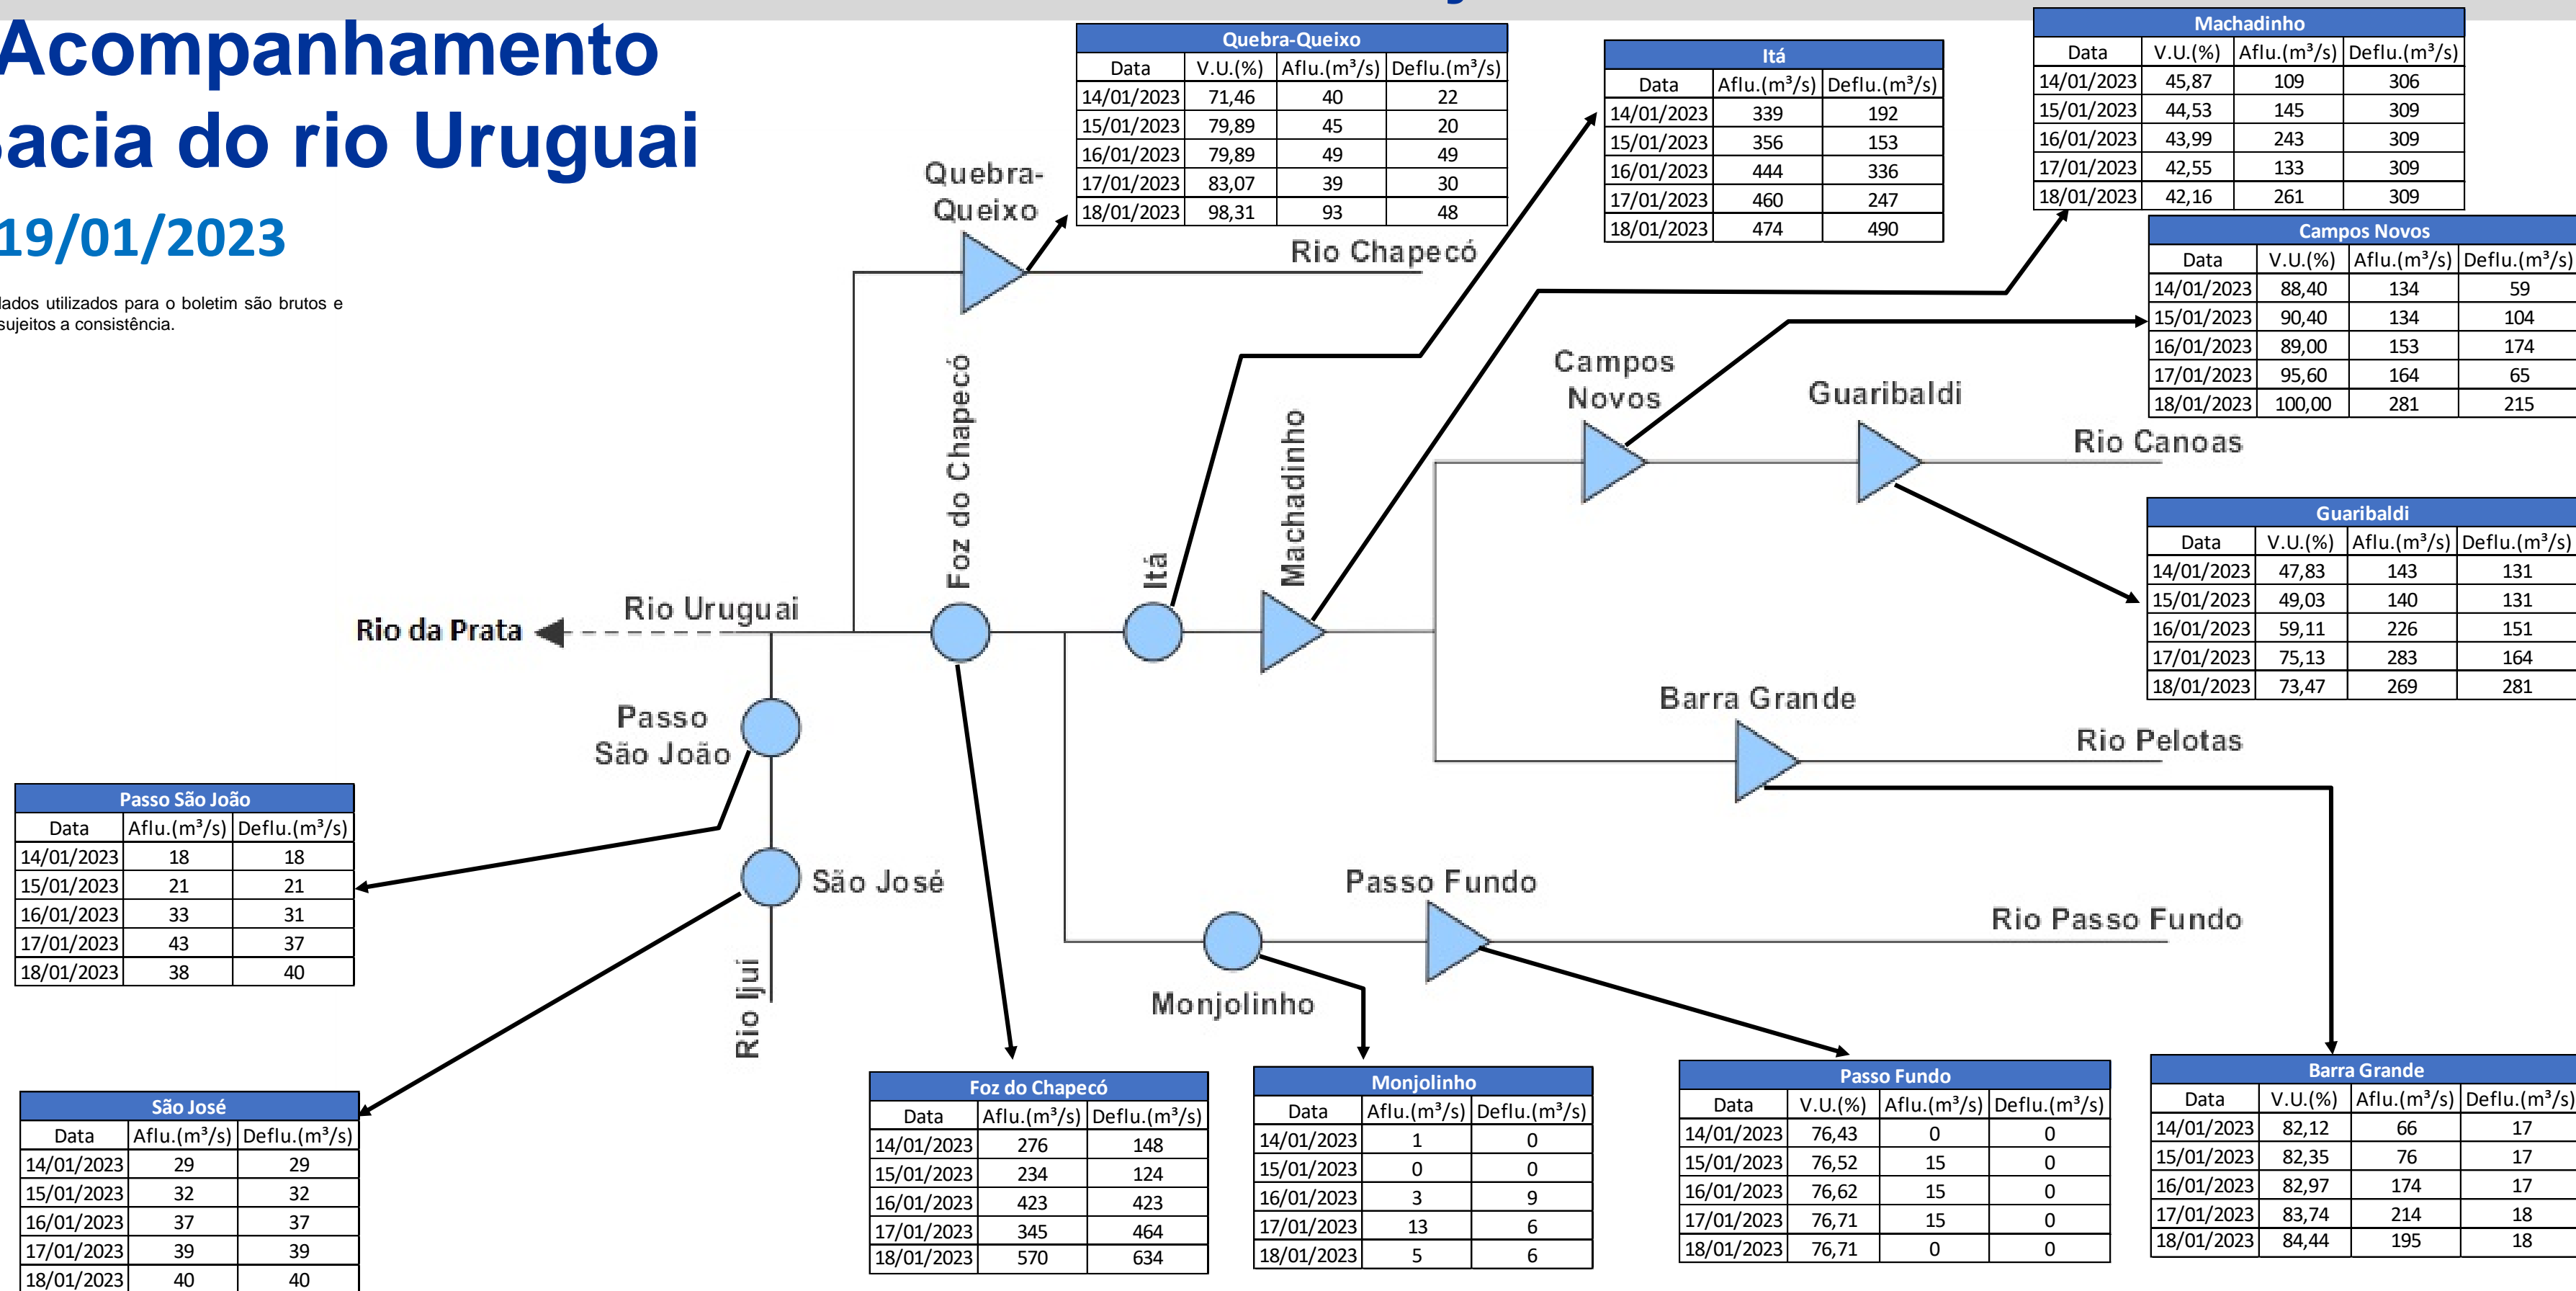 Acompanhamento
acia do rio Uruguai
19/01/2023
dados utilizados para o boletim são brutos e
sujeitos a consistência.
Quebra-Queixo
Data V.U.(%) Aflu.(m³/s) Deflu.(m³/s)
14/01/2023 71,46 40 22
15/01/2023 79,89 45 20
16/01/2023 79,89 49 49
17/01/2023 83,07 39 30
18/01/2023 98,31 93 48
Itá
Data Aflu.(m³/s) Deflu.(m³/s)
14/01/2023 339 192
15/01/2023 356 153
16/01/2023 444 336
17/01/2023 460 247
18/01/2023 474 490
Machadinho
Data V.U.(%) Aflu.(m³/s) Deflu.(m³/s)
14/01/2023 45,87 109 306
15/01/2023 44,53 145 309
16/01/2023 43,99 243 309
17/01/2023 42,55 133 309
18/01/2023 42,16 261 309
Campos Novos
Data V.U.(%) Aflu.(m³/s) Deflu.(m³/s)
14/01/2023 88,40 134 59
15/01/2023 90,40 134 104
16/01/2023 89,00 153 174
17/01/2023 95,60 164 65
18/01/2023 100,00 281 215
Guaribaldi
Data V.U.(%) Aflu.(m³/s) Deflu.(m³/s)
14/01/2023 47,83 143 131
15/01/2023 49,03 140 131
16/01/2023 59,11 226 151
17/01/2023 75,13 283 164
18/01/2023 73,47 269 281
Quebra-
Queixo
Rio Chapecó
Foz do Chapecó
Itá
Machadinho
Campos
Novos
Guaribaldi
Rio Canoas
Rio da Prata
Rio Uruguai
Passo
São João
São José
Rio Ijuí
Barra Grande
Rio Pelotas
Passo Fundo
Rio Passo Fundo
Monjolinho
Passo São João
Data Aflu.(m³/s) Deflu.(m³/s)
14/01/2023 18 18
15/01/2023 21 21
16/01/2023 33 31
17/01/2023 43 37
18/01/2023 38 40
São José
Data Aflu.(m³/s) Deflu.(m³/s)
14/01/2023 29 29
15/01/2023 32 32
16/01/2023 37 37
17/01/2023 39 39
18/01/2023 40 40
Foz do Chapecó
Data Aflu.(m³/s) Deflu.(m³/s)
14/01/2023 276 148
15/01/2023 234 124
16/01/2023 423 423
17/01/2023 345 464
18/01/2023 570 634
Monjolinho
Data Aflu.(m³/s) Deflu.(m³/s)
14/01/2023 1 0
15/01/2023 0 0
16/01/2023 3 9
17/01/2023 13 6
18/01/2023 5 6
Passo Fundo
Data V.U.(%) Aflu.(m³/s) Deflu.(m³/s)
14/01/2023 76,43 0 0
15/01/2023 76,52 15 0
16/01/2023 76,62 15 0
17/01/2023 76,71 15 0
18/01/2023 76,71 0 0
Barra Grande
Data V.U.(%) Aflu.(m³/s) Deflu.(m³/s)
14/01/2023 82,12 66 17
15/01/2023 82,35 76 17
16/01/2023 82,97 174 17
17/01/2023 83,74 214 18
18/01/2023 84,44 195 18